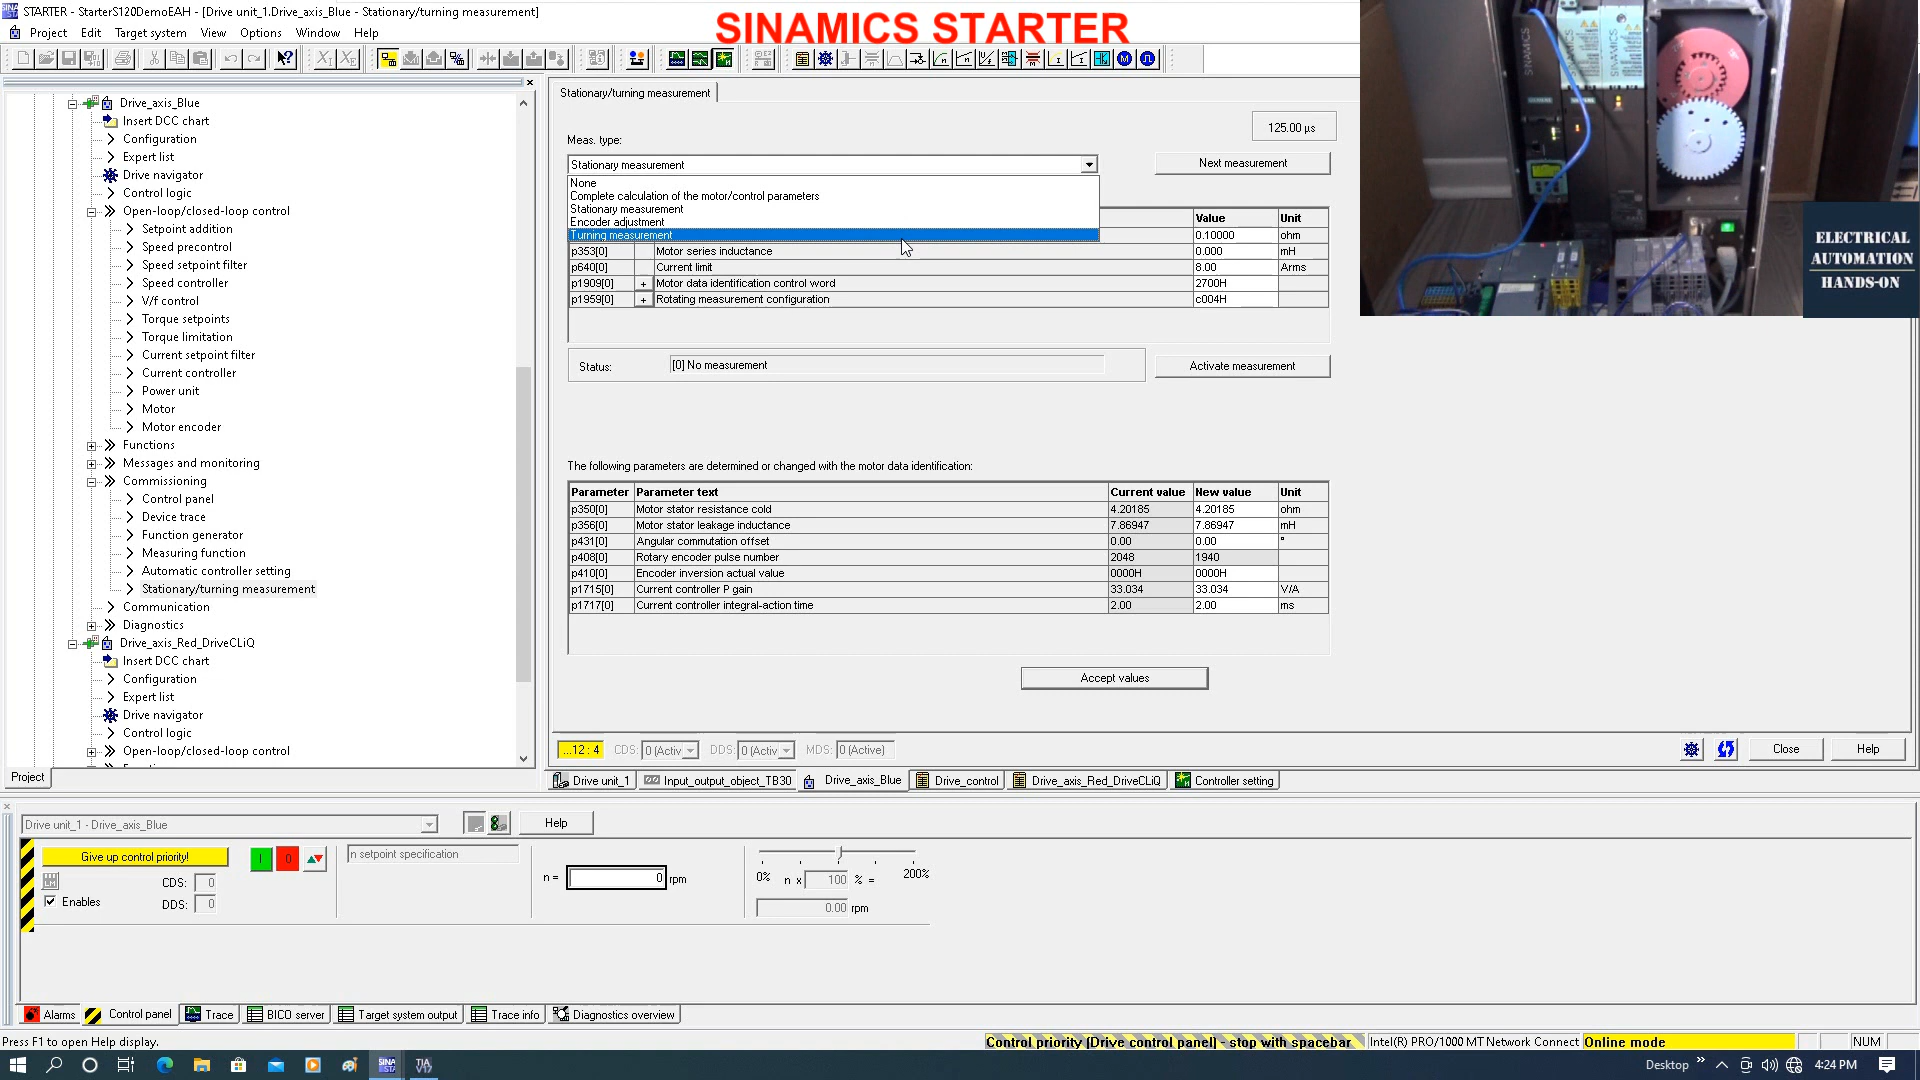 STARTER - StarterS120DemoEAH - [Drive unit_1.Drive_axis_Blue - Stationary/turning measurement]
SINAMICS STARTER
Project Edit Target system View Options Window Help
Drive_axis_Blue
Insert DCC chart
Configuration
Expert list
Drive navigator
Control logic
Open-loop/closed-loop control
Setpoint addition
Speed precontrol
Speed setpoint filter
Speed controller
V/f control
Torque setpoints
Torque limitation
Current setpoint filter
Current controller
Power unit
Motor
Motor encoder
Functions
Messages and monitoring
Commissioning
Control panel
Device trace
Function generator
Measuring function
Automatic controller setting
Stationary/turning measurement
Communication
Diagnostics
Drive_axis_Red_DriveCLiQ
Insert DCC chart
Configuration
Expert list
Drive navigator
Control logic
Open-loop/closed-loop control
Project
Stationary/turning measurement
125.00 µs
Meas. type:
Stationary measurement
Next measurement
None
Complete calculation of the motor/control parameters
Stationary measurement
Encoder adjustment
Turning measurement
Value Unit
0.10000 ohm
p353[0] Motor series inductance 0.000 mH
p640[0] Current limit 8.00 Arms
p1909[0] + Motor data identification control word 2700H
p1959[0] + Rotating measurement configuration c004H
Status: [0] No measurement
Activate measurement
The following parameters are determined or changed with the motor data identification:
Parameter Parameter text Current value New value Unit
p350[0] Motor stator resistance cold 4.20185 4.20185 ohm
p356[0] Motor stator leakage inductance 7.86947 7.86947 mH
p431[0] Angular commutation offset 0.00 0.00 °
p408[0] Rotary encoder pulse number 2048 1940
p410[0] Encoder inversion actual value 0000H 0000H
p1715[0] Current controller P gain 33.034 33.034 V/A
p1717[0] Current controller integral-action time 2.00 2.00 ms
Accept values
...12 : 4 CDS: 0 (Activ DDS: 0 (Activ MDS: 0 (Active)
Close Help
Drive unit_1 Input_output_object_TB30 Drive_axis_Blue Drive_control Drive_axis_Red_DriveCLiQ Controller setting
SINAMICS
SINAMICS
ELECTRICAL
AUTOMATION
HANDS-ON
Drive unit_1 - Drive_axis_Blue
Help
Give up control priority!
I 0
n setpoint specification
CDS: 0
Enables
DDS: 0
n = 0 rpm
0% n x 100 % = 200%
0.00 rpm
Alarms Control panel Trace BICO server Target system output Trace info Diagnostics overview
Press F1 to open Help display.
Control priority (Drive control panel) - stop with spacebar
Intel(R) PRO/1000 MT Network Connect
Online mode
NUM
Desktop
4:24 PM